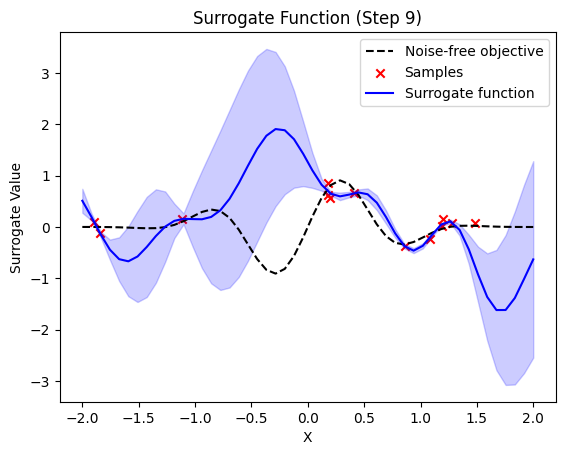 Surrogate Function (Step 9)
Noise-free objective
Samples
Surrogate function
Surrogate Value
3
2
1
0
−1
−2
−3
−2.0 −1.5 −1.0 −0.5 0.0 0.5 1.0 1.5 2.0
X